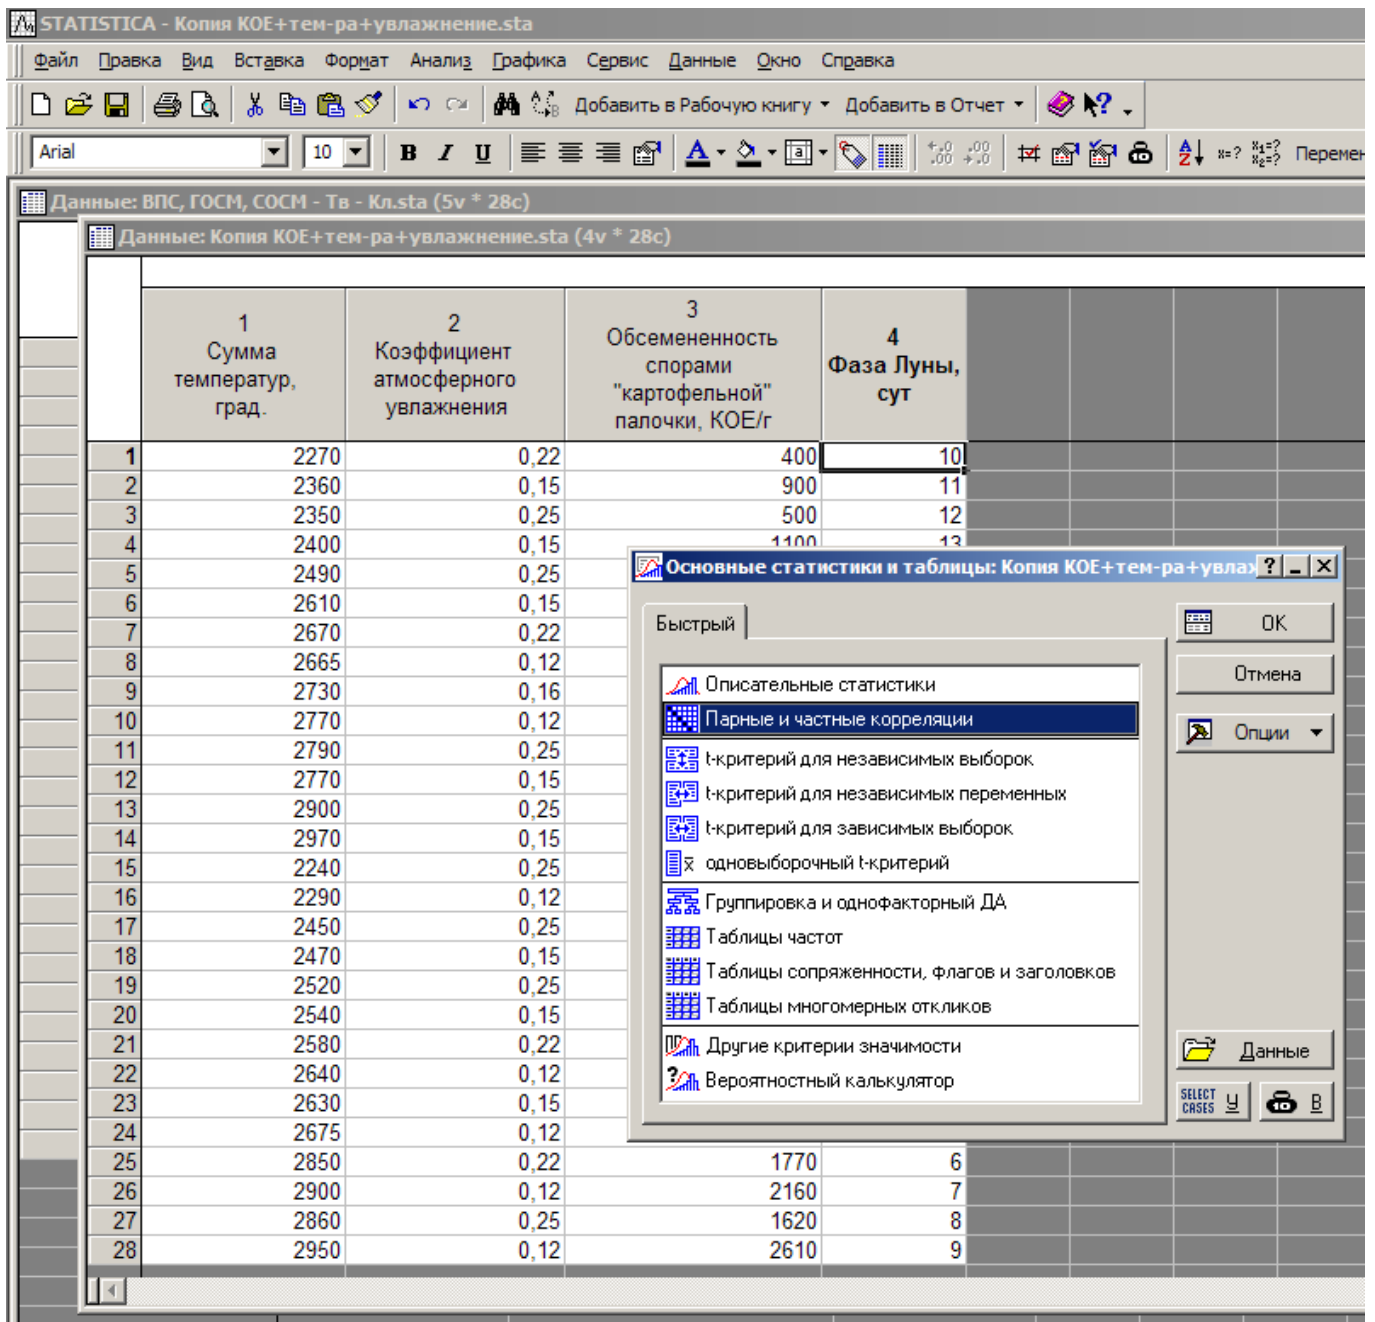 STATISTICA - Копия КОЕ+тем-ра+увлажнение.sta
Файл Правка Вид Вставка Формат Анализ Графика Сервис Данные Окно Справка
Добавить в Рабочую книгу Добавить в Отчет
Arial 10 B I U Перемен
Данные: ВПС, ГОСМ, СОСМ - Тв - Кл.sta (5v * 28c)
Данные: Копия КОЕ+тем-ра+увлажнение.sta (4v * 28c)
1 Сумма температур, град.
2 Коэффициент атмосферного увлажнения
3 Обсемененность спорами "картофельной" палочки, КОЕ/г
4 Фаза Луны, сут
1 2270 0,22 400 10
2 2360 0,15 900 11
3 2350 0,25 500 12
4 2400 0,15 1100 13
5 2490 0,25
6 2610 0,15
7 2670 0,22
8 2665 0,12
9 2730 0,16
10 2770 0,12
11 2790 0,25
12 2770 0,15
13 2900 0,25
14 2970 0,15
15 2240 0,25
16 2290 0,12
17 2450 0,25
18 2470 0,15
19 2520 0,25
20 2540 0,15
21 2580 0,22
22 2640 0,12
23 2630 0,15
24 2675 0,12
25 2850 0,22 1770 6
26 2900 0,12 2160 7
27 2860 0,25 1620 8
28 2950 0,12 2610 9
Основные статистики и таблицы: Копия КОЕ+тем-ра+увлаж
Быстрый
Описательные статистики
Парные и частные корреляции
t-критерий для независимых выборок
t-критерий для независимых переменных
t-критерий для зависимых выборок
одновыборочный t-критерий
Группировка и однофакторный ДА
Таблицы частот
Таблицы сопряженности, флагов и заголовков
Таблицы многомерных откликов
Другие критерии значимости
Вероятностный калькулятор
OK
Отмена
Опции
Данные
SELECT CASES У В